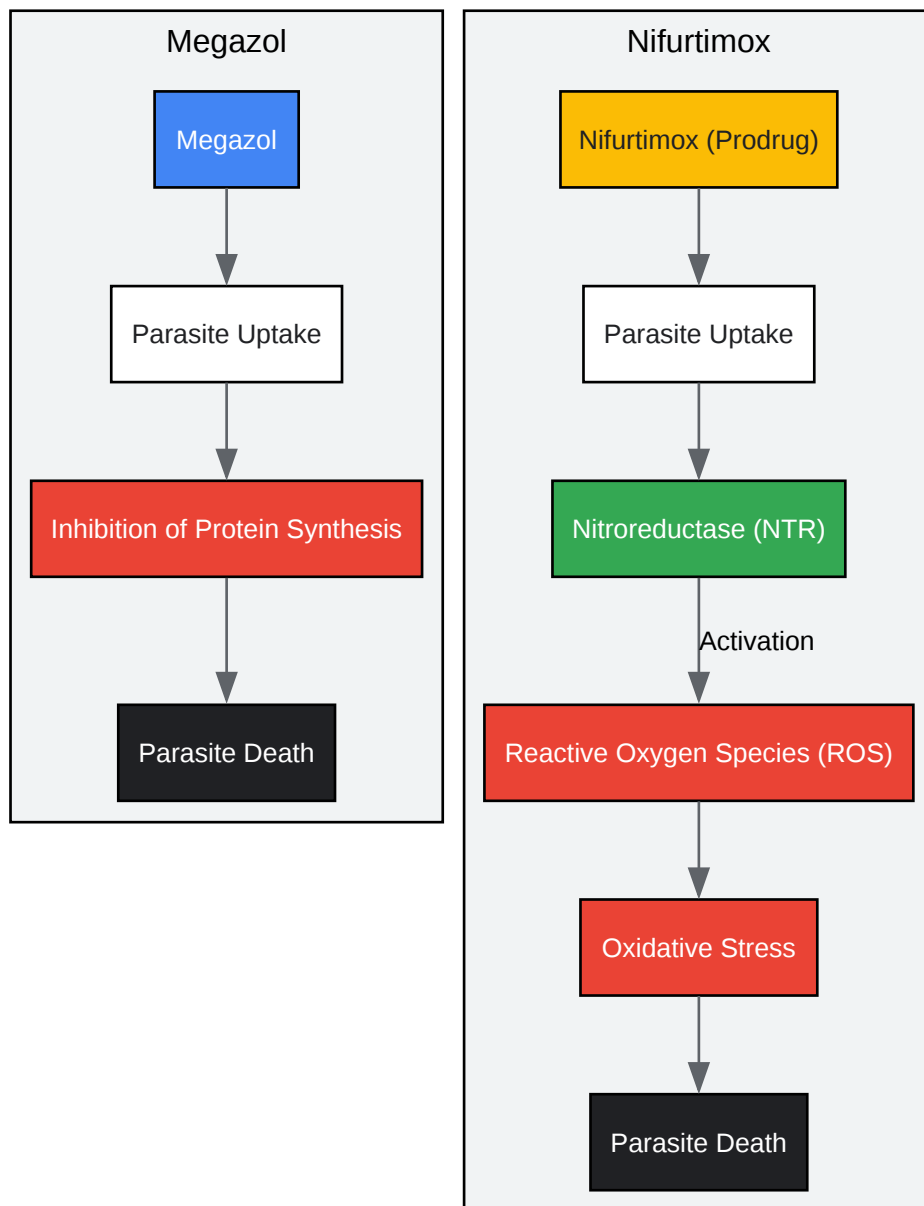 Megazol
Megazol
Parasite Uptake
Inhibition of Protein Synthesis
Parasite Death
Nifurtimox
Nifurtimox (Prodrug)
Parasite Uptake
Nitroreductase (NTR)
Activation
Reactive Oxygen Species (ROS)
Oxidative Stress
Parasite Death